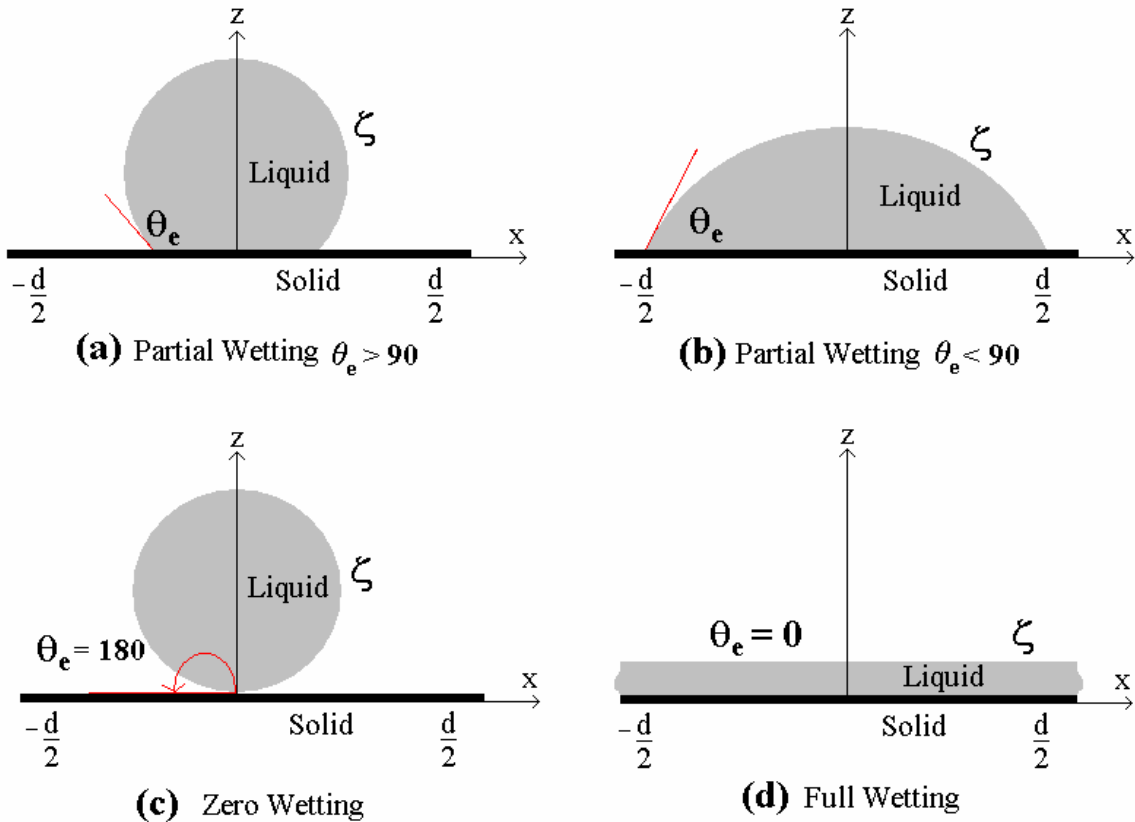 z
ζ
Liquid
θe
x
-d/2
Solid
d/2
(a) Partial Wetting θe > 90
z
ζ
Liquid
θe
x
-d/2
Solid
d/2
(b) Partial Wetting θe < 90
z
ζ
Liquid
θe = 180
x
-d/2
Solid
d/2
(c) Zero Wetting
z
θe = 0
ζ
Liquid
x
-d/2
Solid
d/2
(d) Full Wetting